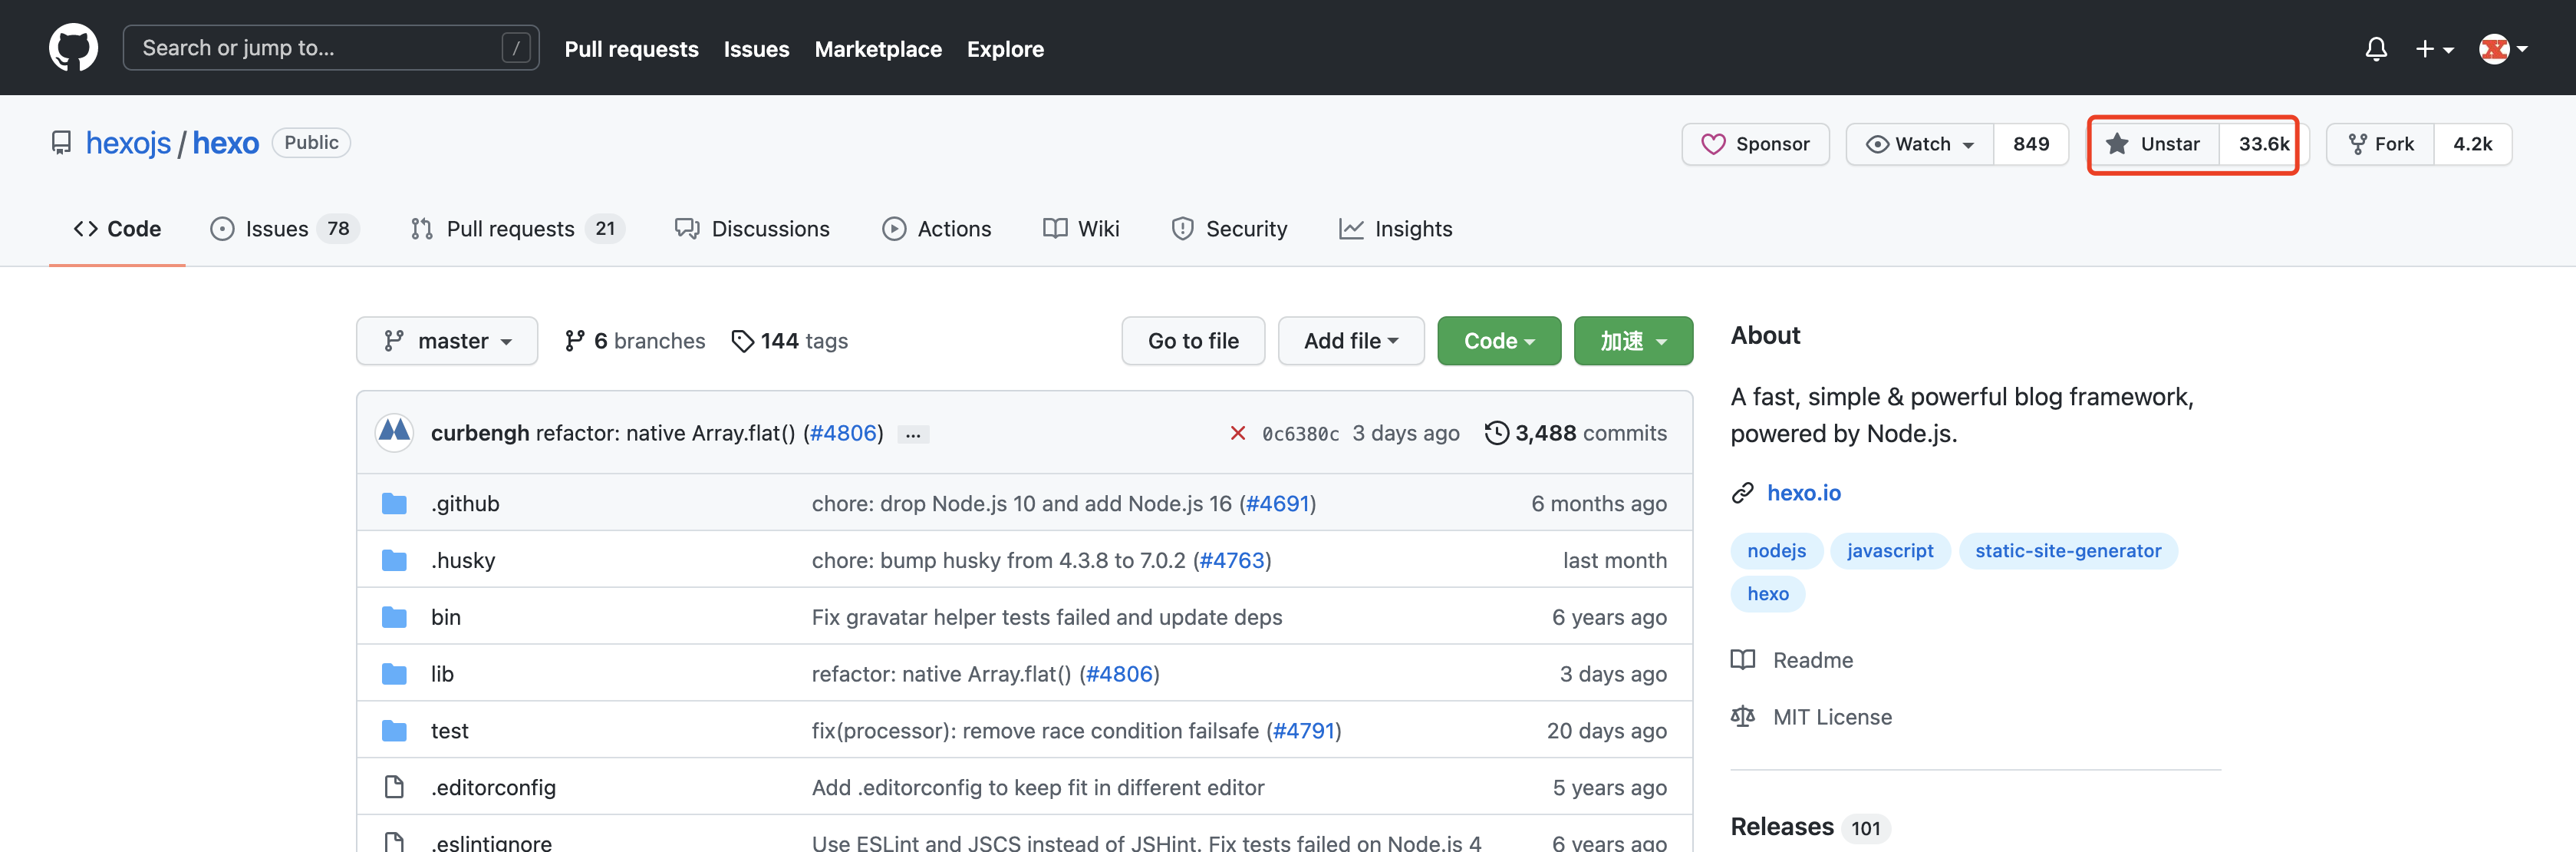 Search or jump to... / Pull requests Issues Marketplace Explore
hexojs / hexo Public Sponsor Watch 849 Unstar 33.6k Fork 4.2k
Code Issues 78 Pull requests 21 Discussions Actions Wiki Security Insights
master 6 branches 144 tags Go to file Add file Code 加速
curbengh refactor: native Array.flat() (#4806) ... 0c6380c 3 days ago 3,488 commits
.github chore: drop Node.js 10 and add Node.js 16 (#4691) 6 months ago
.husky chore: bump husky from 4.3.8 to 7.0.2 (#4763) last month
bin Fix gravatar helper tests failed and update deps 6 years ago
lib refactor: native Array.flat() (#4806) 3 days ago
test fix(processor): remove race condition failsafe (#4791) 20 days ago
.editorconfig Add .editorconfig to keep fit in different editor 5 years ago
.eslintignore Use ESLint and JSCS instead of JSHint. Fix tests failed on Node.js 4 6 years ago
About
A fast, simple & powerful blog framework,
powered by Node.js.
hexo.io
nodejs javascript static-site-generator
hexo
Readme
MIT License
Releases 101